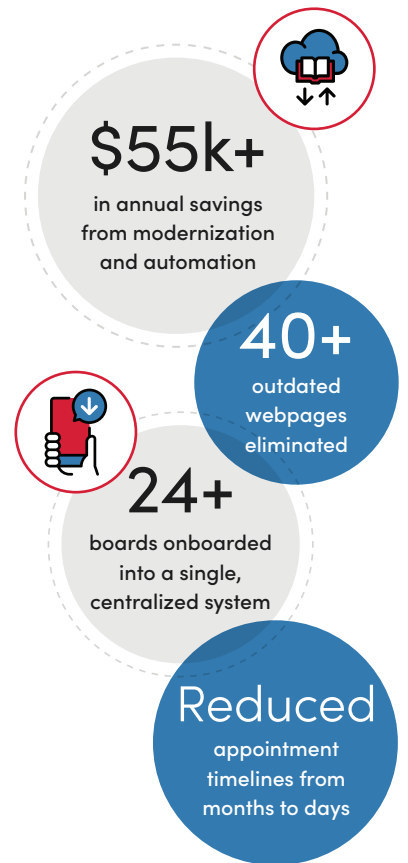 $55k+
in annual savings
from modernization
and automation
40+
outdated
webpages
eliminated
24+
boards onboarded
into a single,
centralized system
Reduced
appointment
timelines from
months to days